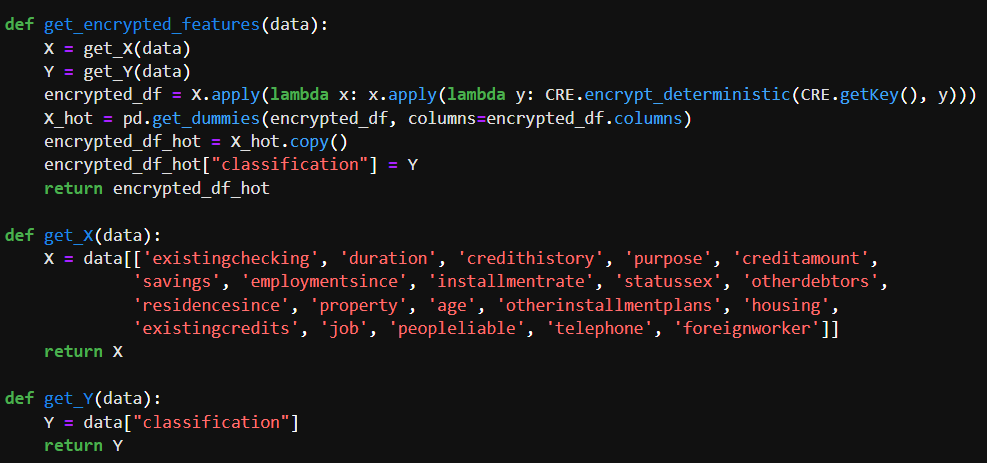 def get_encrypted_features(data):
    X = get_X(data)
    Y = get_Y(data)
    encrypted_df = X.apply(lambda x: x.apply(lambda y: CRE.encrypt_deterministic(CRE.getKey(), y)))
    X_hot = pd.get_dummies(encrypted_df, columns=encrypted_df.columns)
    encrypted_df_hot = X_hot.copy()
    encrypted_df_hot["classification"] = Y
    return encrypted_df_hot

def get_X(data):
    X = data[['existingchecking', 'duration', 'credithistory', 'purpose', 'creditamount',
             'savings', 'employmentsince', 'installmentrate', 'statussex', 'otherdebtors',
             'residencesince', 'property', 'age', 'otherinstallmentplans', 'housing',
             'existingcredits', 'job', 'peopleliable', 'telephone', 'foreignworker']]
    return X

def get_Y(data):
    Y = data["classification"]
    return Y